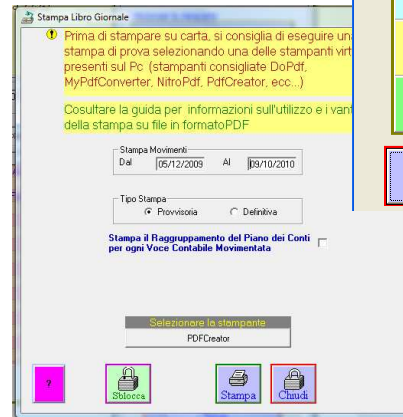 Stampa Libro Giornale
Prima di stampare su carta, si consiglia di eseguire una
stampa di prova selezionando una delle stampanti virt
presenti sul Pc (stampanti consigliate DoPdf,
MyPdfConverter, NitroPdf, PdfCreator, ecc...)
Cosultare la guida per informazioni sull'utilizzo e i vant
della stampa su file in formatoPDF
Stampa Movimenti
Dal 05/12/2009 Al 09/10/2010
Tipo Stampa
Provvisoria Definitiva
Stampa il Raggruppamento del Piano dei Conti
per ogni Voce Contabile Movimentata
Selezionare la stampante
PDFCreator
? Sblocca Stampa Chiudi